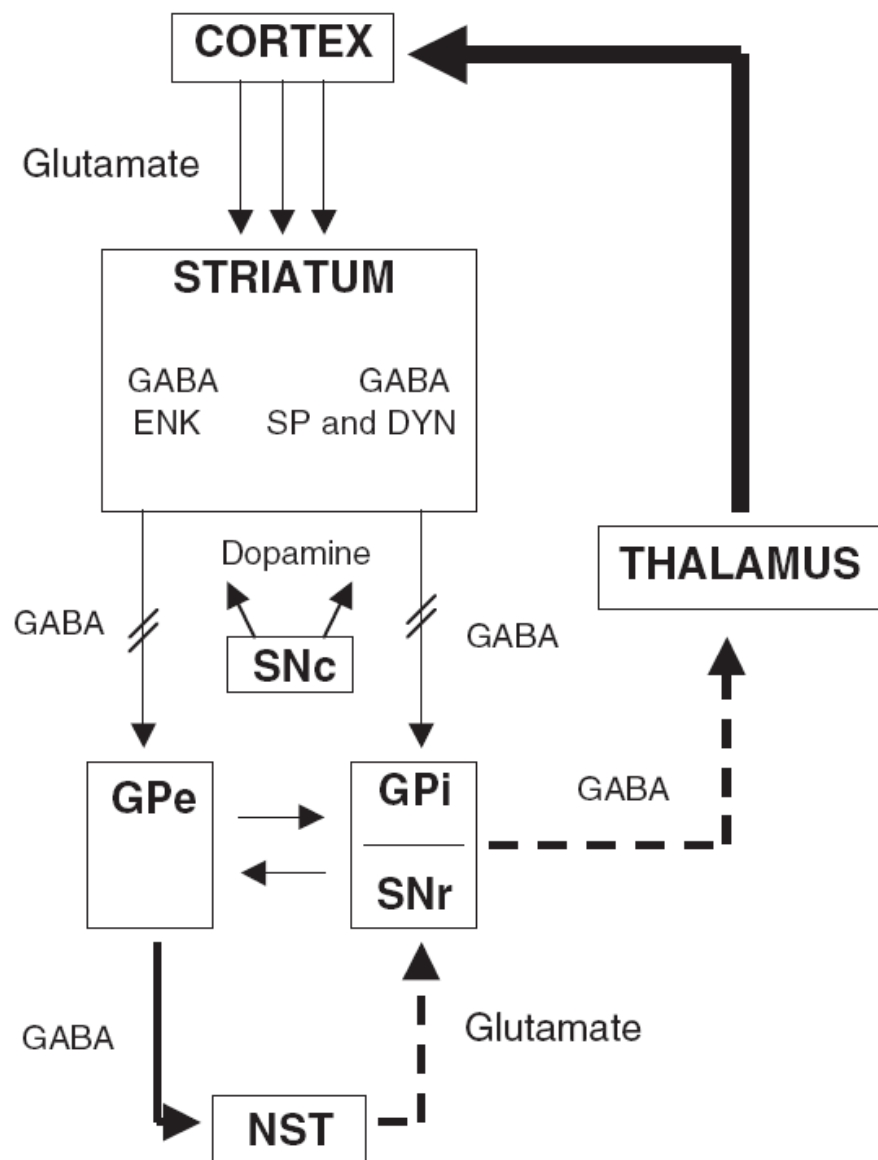 CORTEX
Glutamate
STRIATUM
GABA GABA
ENK SP and DYN
Dopamine
THALAMUS
GABA
SNc
GABA
GPe
GPi
SNr
GABA
GABA
Glutamate
NST